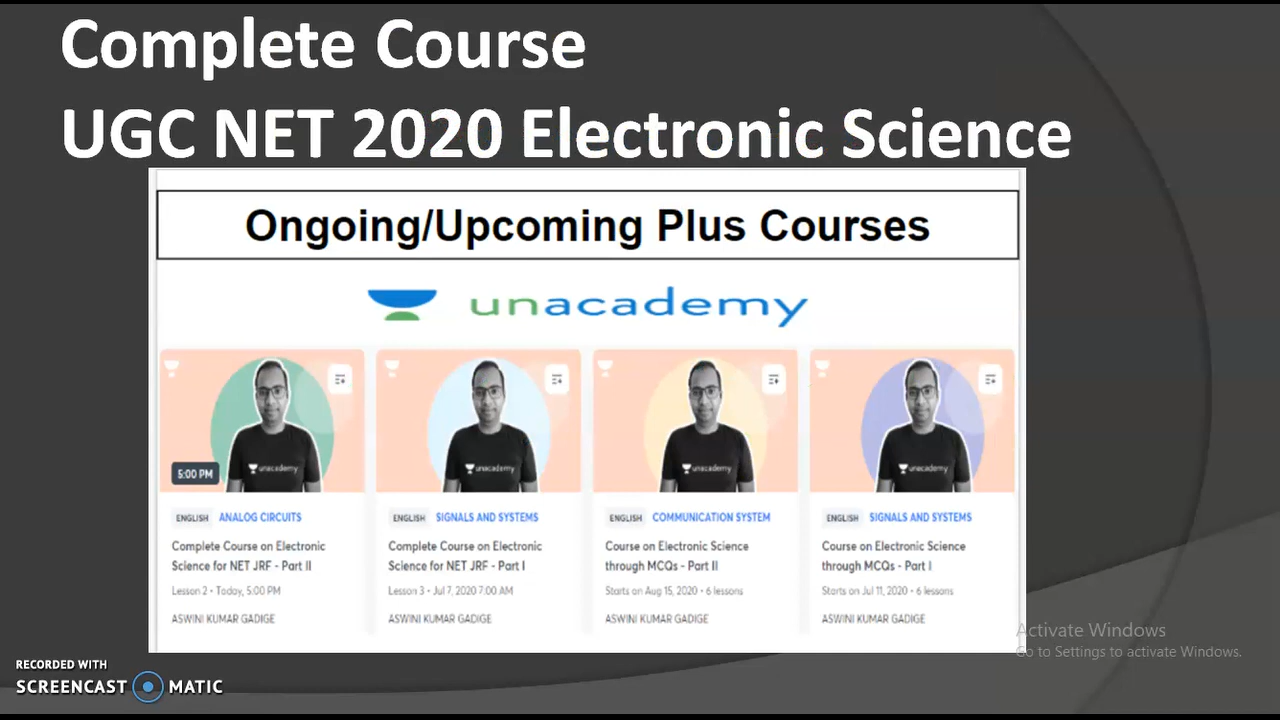 Complete Course
UGC NET 2020 Electronic Science
Ongoing/Upcoming Plus Courses
unacademy
unacademy
unacademy
unacademy
unacademy
5:00 PM
ENGLISH ANALOG CIRCUITS
Complete Course on Electronic
Science for NET JRF - Part II
Lesson 2 • Today, 5:00 PM
ASWINI KUMAR GADIGE
ENGLISH SIGNALS AND SYSTEMS
Complete Course on Electronic
Science for NET JRF - Part I
Lesson 3 • Jul 7, 2020 7:00 AM
ASWINI KUMAR GADIGE
ENGLISH COMMUNICATION SYSTEM
Course on Electronic Science
through MCQs - Part II
Starts on Aug 15, 2020 • 6 lessons
ASWINI KUMAR GADIGE
ENGLISH SIGNALS AND SYSTEMS
Course on Electronic Science
through MCQs - Part I
Starts on Jul 11, 2020 • 6 lessons
ASWINI KUMAR GADIGE
Activate Windows
Go to Settings to activate Windows.
RECORDED WITH
SCREENCAST MATIC